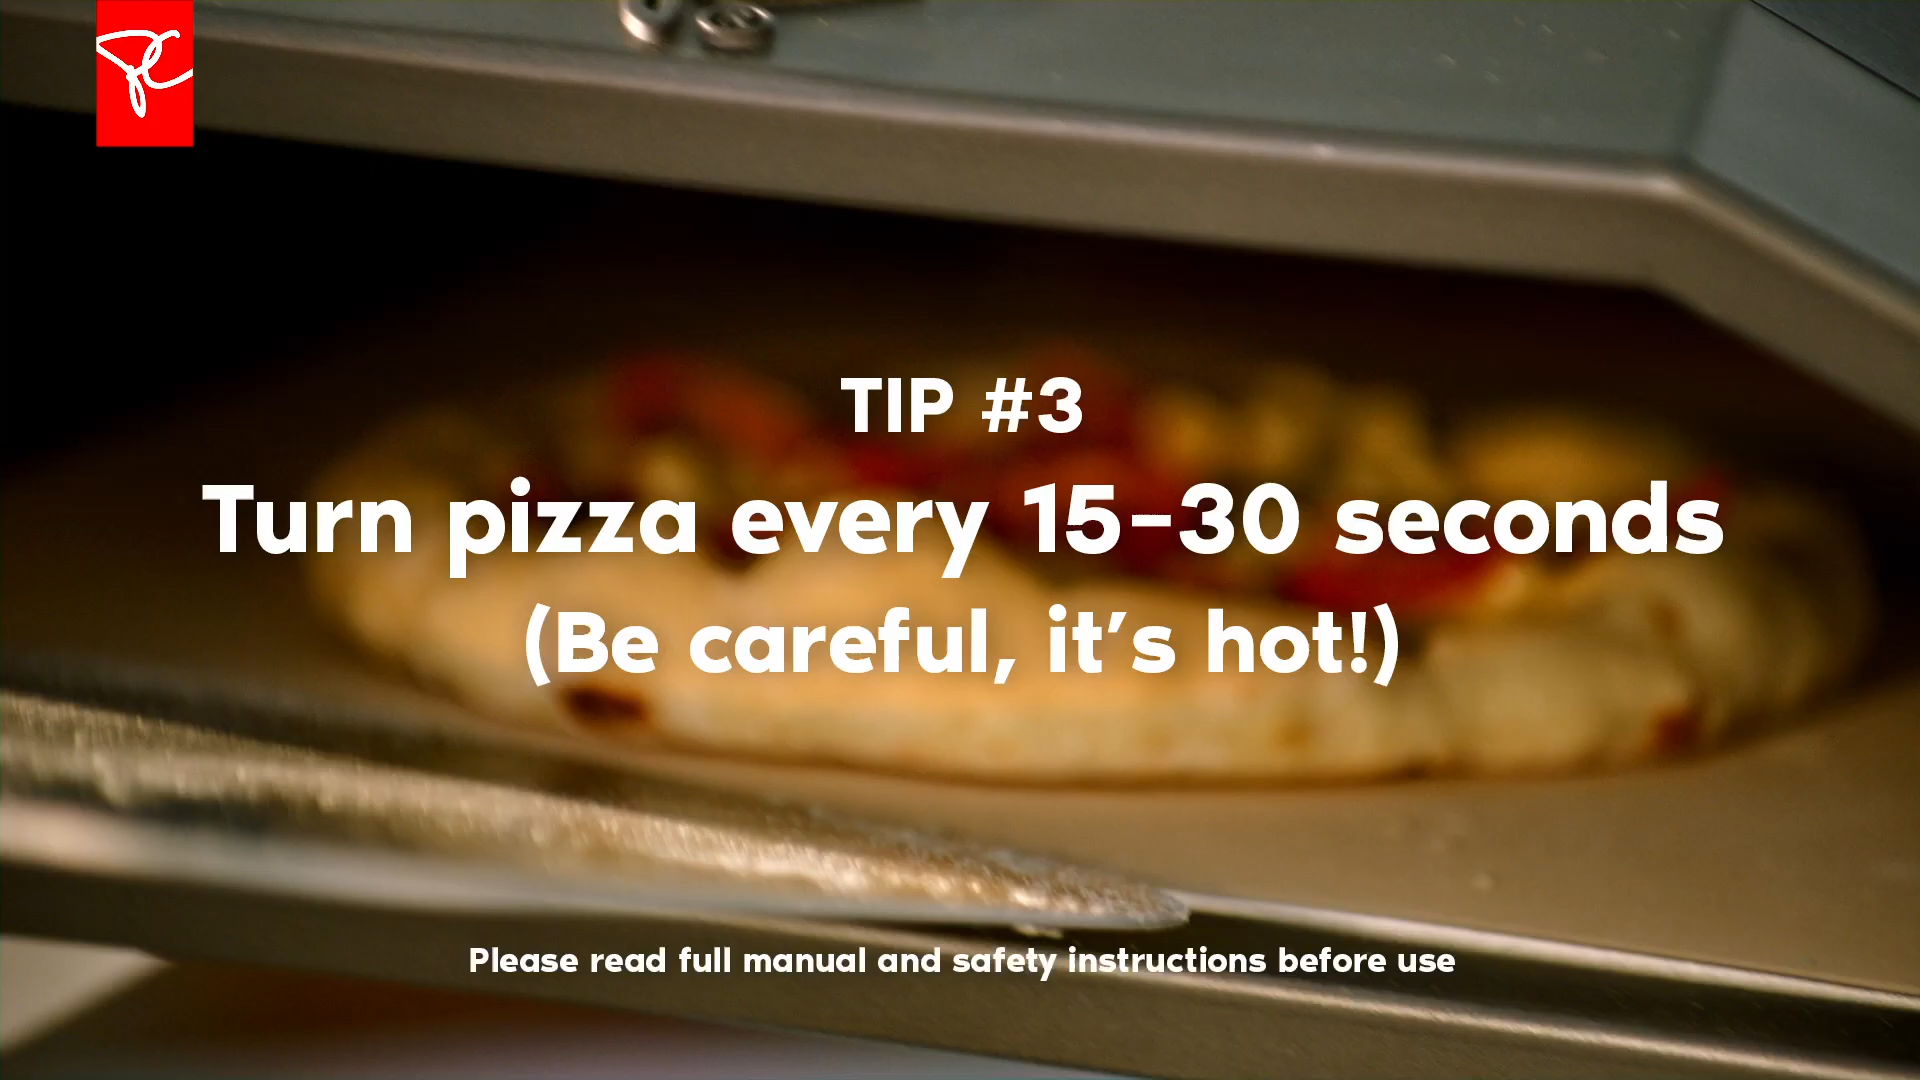 PC
TIP #3
Turn pizza every 15-30 seconds
(Be careful, it's hot!)
Please read full manual and safety instructions before use